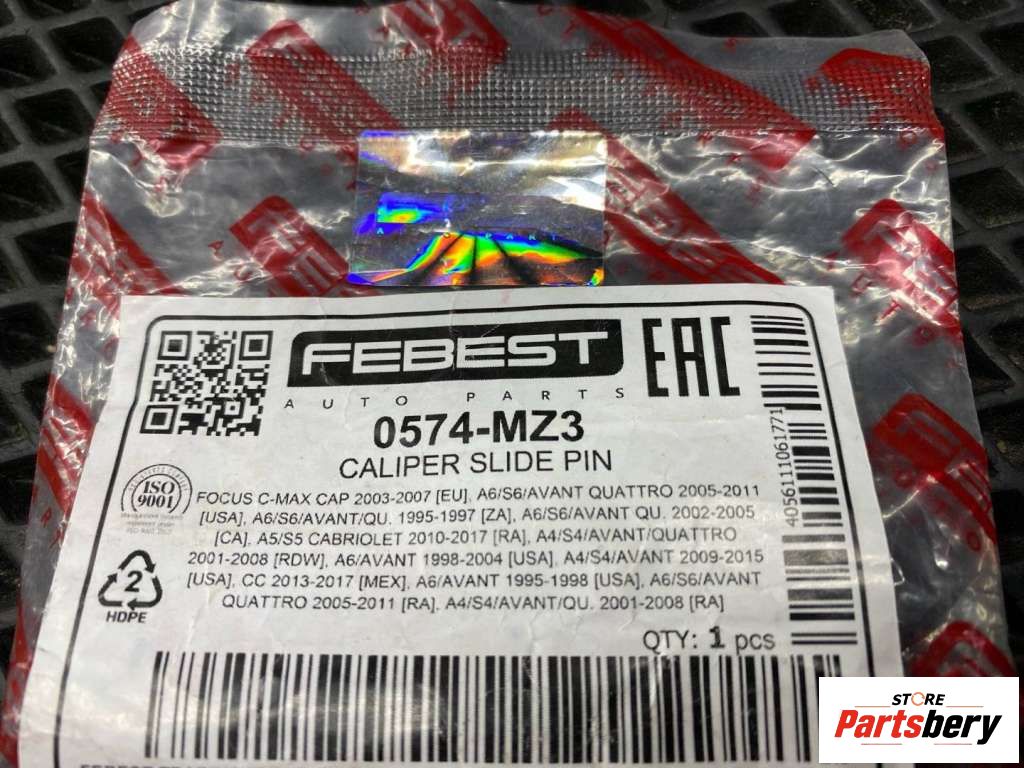 FEBEST
AUTO PARTS
EAC
0574-MZ3
CALIPER SLIDE PIN
ISO
9001
FOCUS C-MAX CAP 2003-2007 [EU], A6/S6/AVANT QUATTRO 2005-2011
[USA], A6/S6/AVANT/QU. 1995-1997 [ZA], A6/S6/AVANT QU. 2002-2005
[CA], A5/S5 CABRIOLET 2010-2017 [RA], A4/S4/AVANT/QUATTRO
2001-2008 [RDW], A6/AVANT 1998-2004 [USA], A4/S4/AVANT 2009-2015
[USA], CC 2013-2017 [MEX], A6/AVANT 1995-1998 [USA], A6/S6/AVANT
QUATTRO 2005-2011 [RA], A4/S4/AVANT/QU. 2001-2008 [RA]
2
HDPE
QTY: 1 pcs
4056111061771
STORE
Partsbery